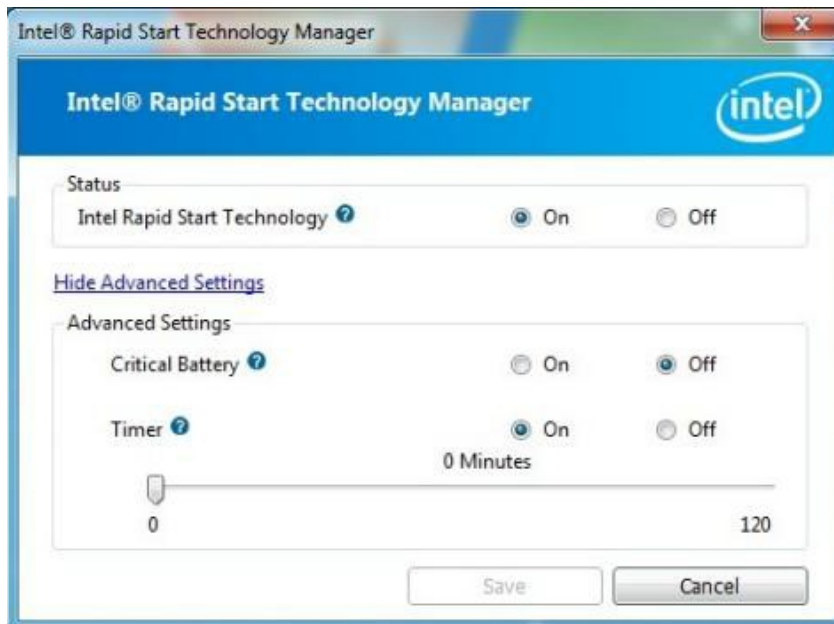 Intel® Rapid Start Technology Manager
Intel® Rapid Start Technology Manager
intel
Status
Intel Rapid Start Technology ? On Off
Hide Advanced Settings
Advanced Settings
Critical Battery ? On Off
Timer ? On Off
0 Minutes
0 120
Save Cancel